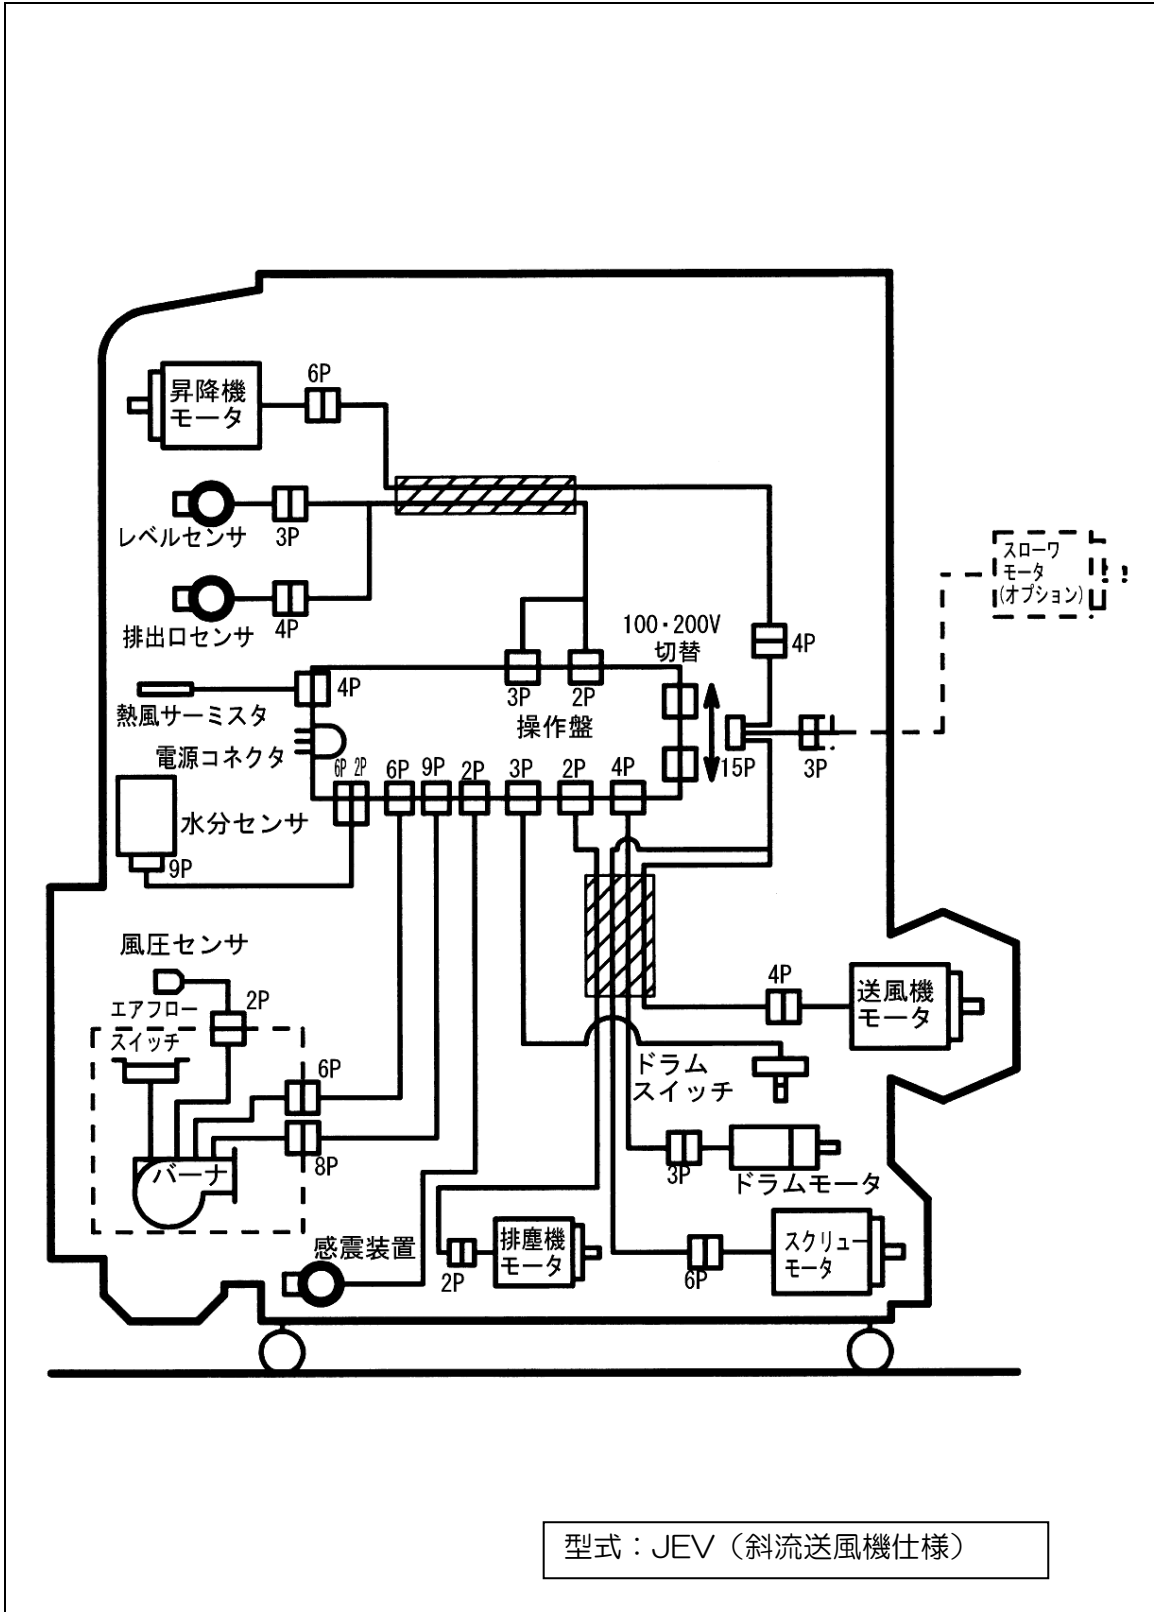 昇降機
モータ
6P
レベルセンサ
3P
排出口センサ
4P
スローワ
モータ
(オプション)
100・200V
切替
4P
熱風サーミスタ
4P
3P
2P
操作盤
電源コネクタ
15P
3P
6P 2P
6P
9P
2P
3P
2P
4P
水分センサ
9P
風圧センサ
エアフロー
スイッチ
2P
4P
送風機
モータ
ドラム
スイッチ
6P
8P
バーナ
3P
ドラムモータ
感震装置
2P
排塵機
モータ
6P
スクリュー
モータ
型式：JEV（斜流送風機仕様）